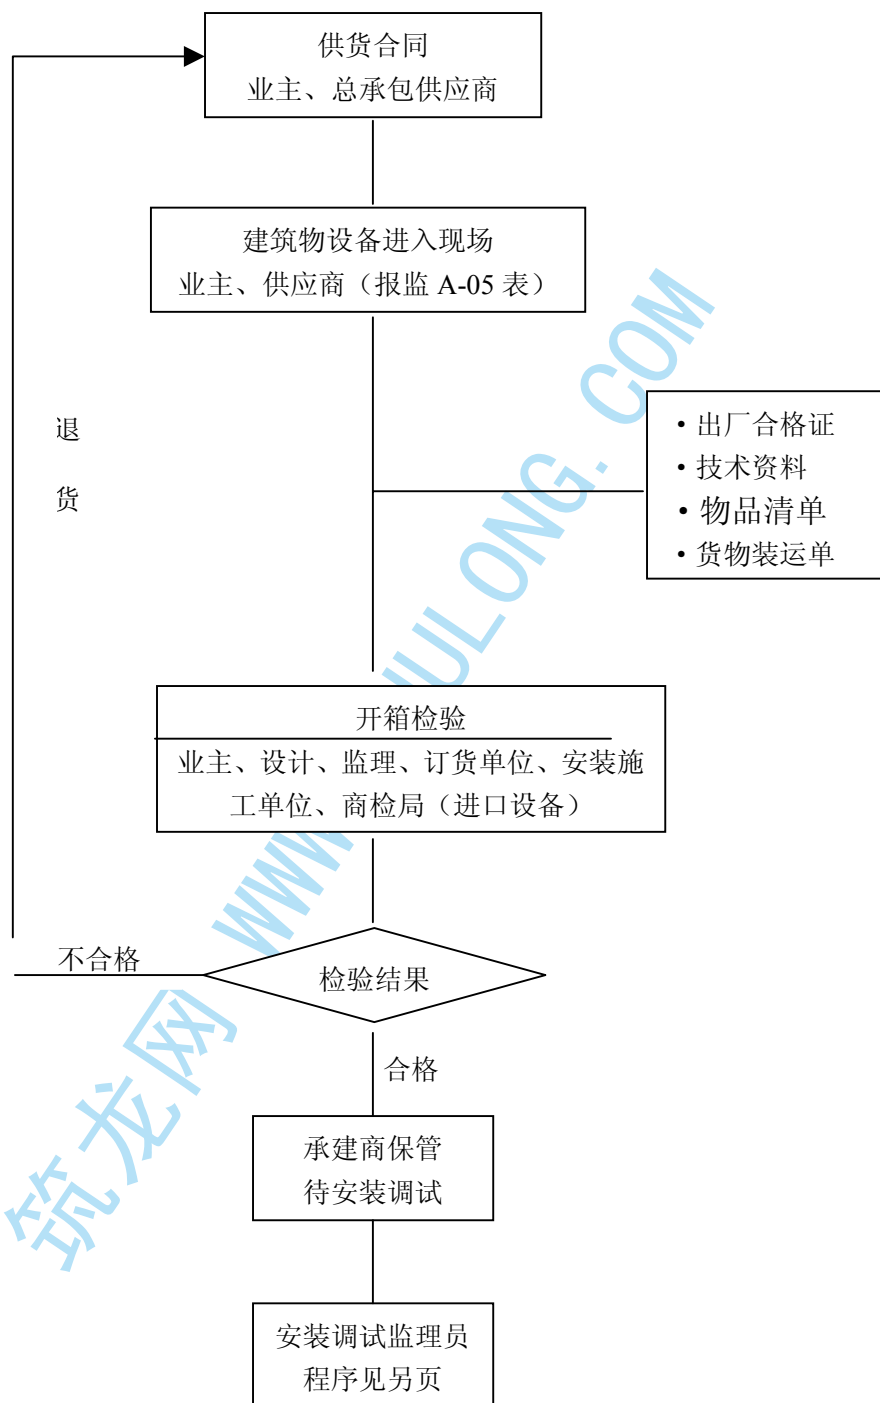 供货合同
业主、总承包供应商
建筑物设备进入现场
业主、供应商（报监 A-05 表）
退
货
·出厂合格证
·技术资料
·物品清单
·货物装运单
开箱检验
业主、设计、监理、订货单位、安装施
工单位、商检局（进口设备）
不合格
检验结果
合格
承建商保管
待安装调试
安装调试监理员
程序见另页
筑龙网 WWW.ZHULONG.COM